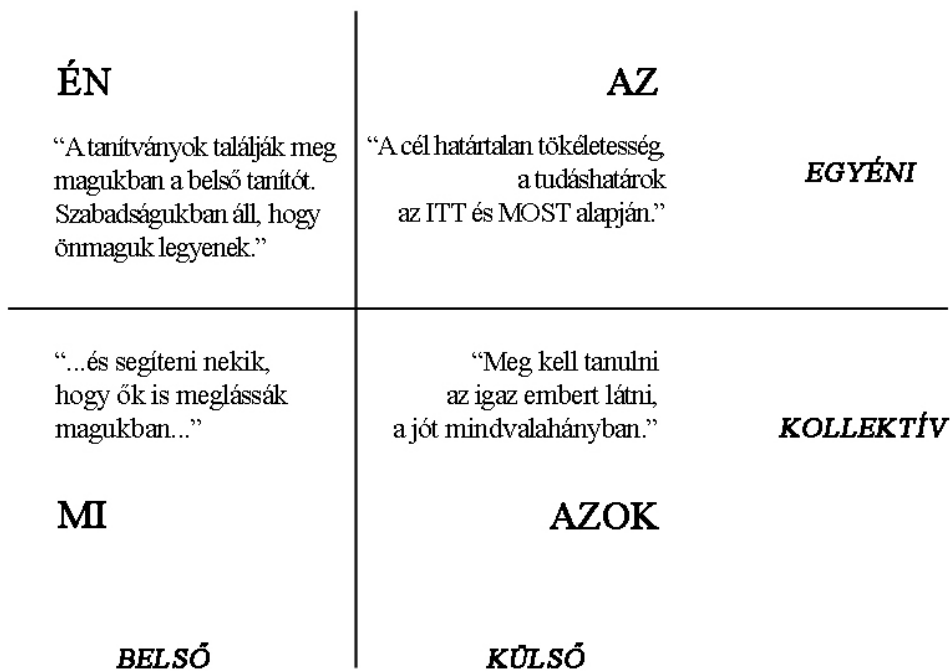 ÉN
“A tanítványok találják meg
magukban a belső tanítót.
Szabadságukban áll, hogy
önmaguk legyenek.”
AZ
“A cél határtalan tökéletesség,
a tudáshatárok
az ITT és MOST alapján.”
EGYÉNI
“...és segíteni nekik,
hogy ők is meglássák
magukban...”
MI
“Meg kell tanulni
az igaz embert látni,
a jót mindvalahányban.”
AZOK
KOLLEKTÍV
BELSŐ
KÜLSŐ